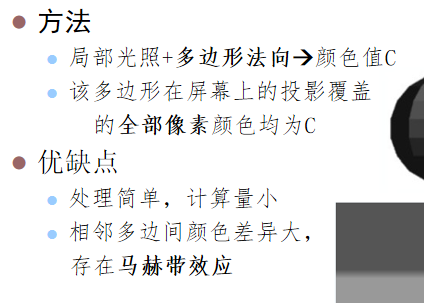 方法
局部光照+多边形法向→颜色值C
该多边形在屏幕上的投影覆盖
的全部像素颜色均为C
优缺点
处理简单，计算量小
相邻多边间颜色差异大，
存在马赫带效应